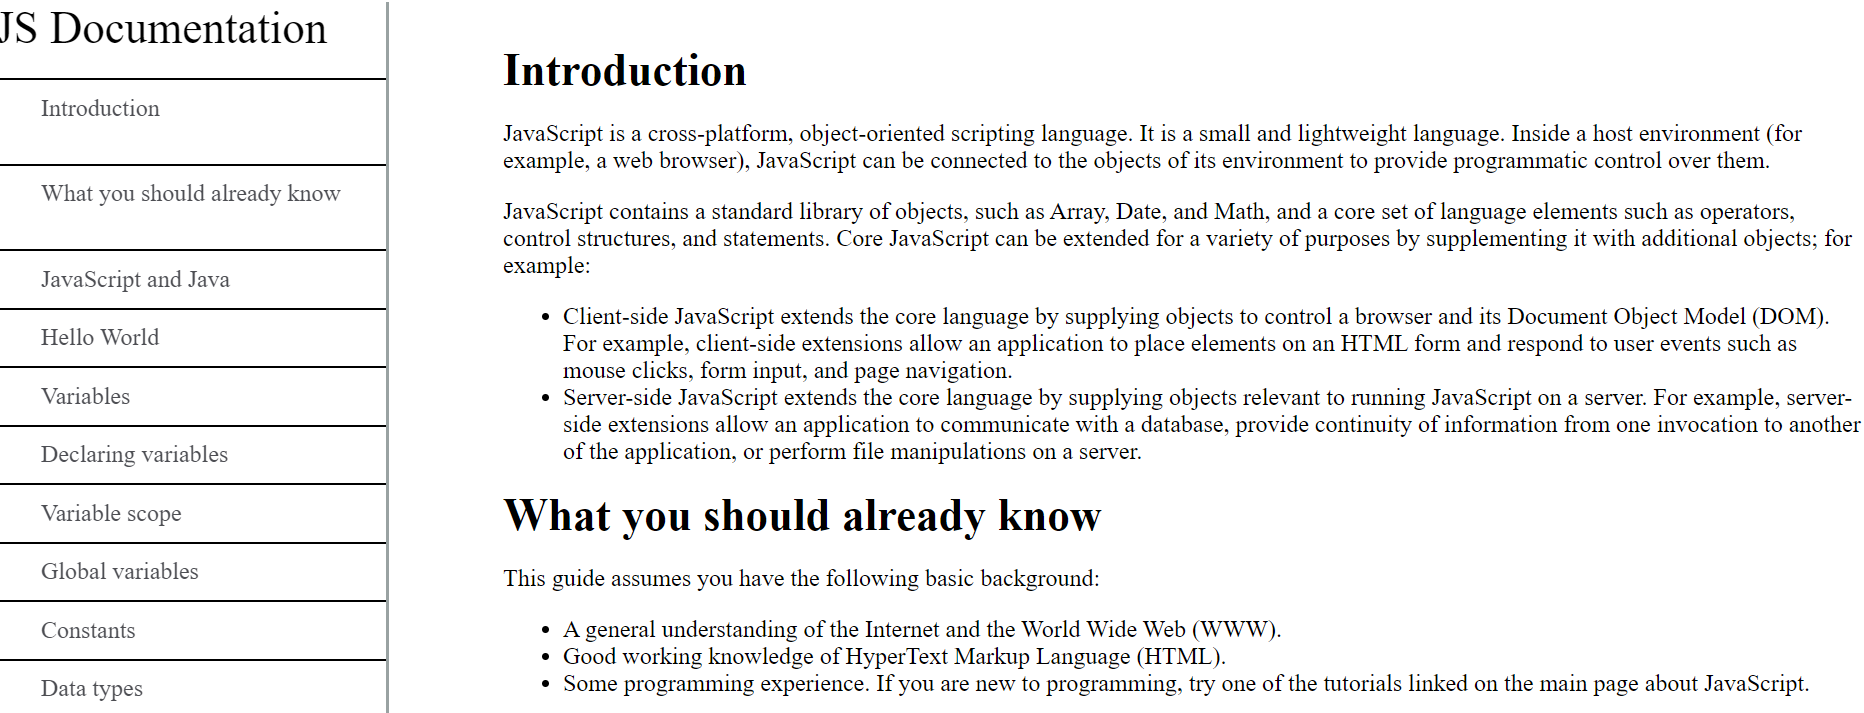 JS Documentation
Introduction
What you should already know
JavaScript and Java
Hello World
Variables
Declaring variables
Variable scope
Global variables
Constants
Data types
Introduction
JavaScript is a cross-platform, object-oriented scripting language. It is a small and lightweight language. Inside a host environment (for
example, a web browser), JavaScript can be connected to the objects of its environment to provide programmatic control over them.
JavaScript contains a standard library of objects, such as Array, Date, and Math, and a core set of language elements such as operators,
control structures, and statements. Core JavaScript can be extended for a variety of purposes by supplementing it with additional objects; for
example:
• Client-side JavaScript extends the core language by supplying objects to control a browser and its Document Object Model (DOM).
For example, client-side extensions allow an application to place elements on an HTML form and respond to user events such as
mouse clicks, form input, and page navigation.
• Server-side JavaScript extends the core language by supplying objects relevant to running JavaScript on a server. For example, server-
side extensions allow an application to communicate with a database, provide continuity of information from one invocation to another
of the application, or perform file manipulations on a server.
What you should already know
This guide assumes you have the following basic background:
• A general understanding of the Internet and the World Wide Web (WWW).
• Good working knowledge of HyperText Markup Language (HTML).
• Some programming experience. If you are new to programming, try one of the tutorials linked on the main page about JavaScript.